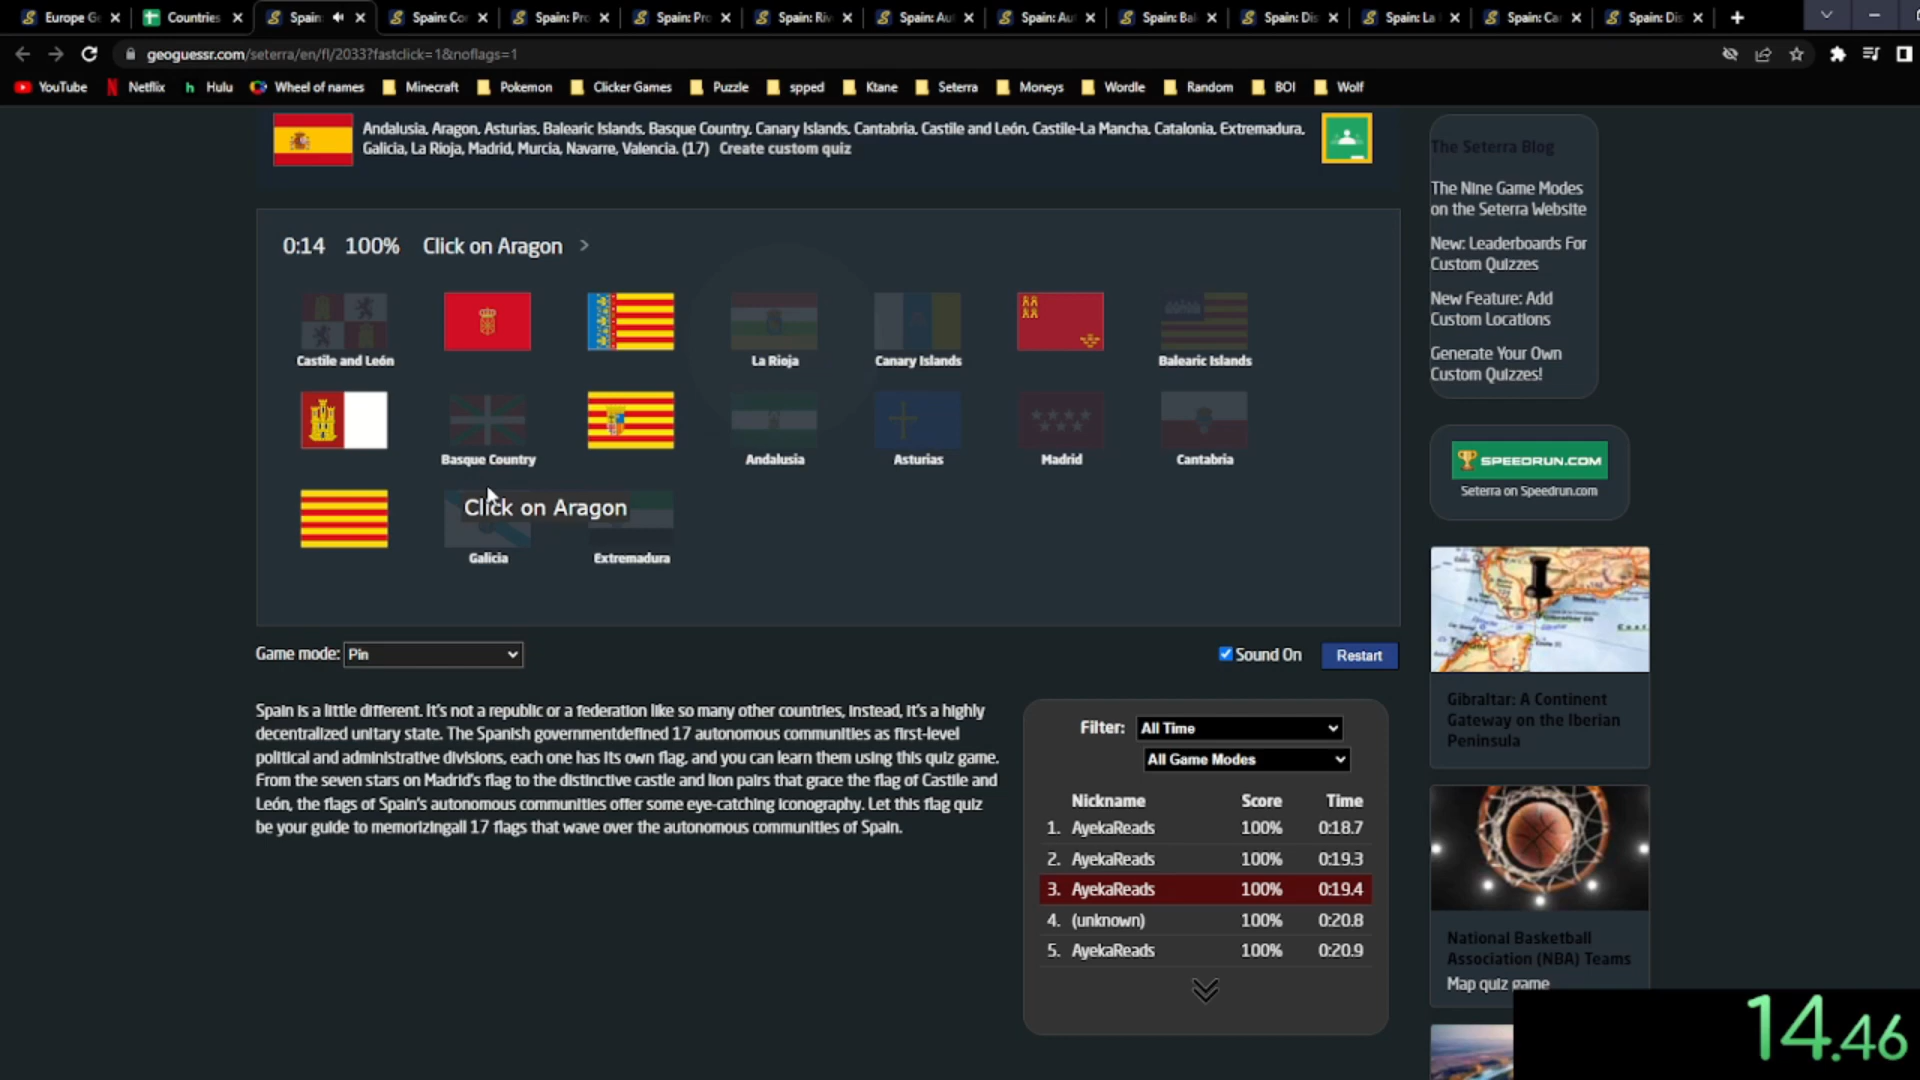 Europe G
Countries
Spain:
Spain: Co
Spain: Pro
Spain: Pro
Spain: Riv
Spain: Aut
Spain: Aut
Spain: Bal
Spain: Dis
Spain: La
Spain: Car
Spain: Dis
geoguessr.com/seterra/en/fl/2033?fastclick=1&noflags=1
YouTube
Netflix
Hulu
Wheel of names
Minecraft
Pokemon
Clicker Games
Puzzle
spped
Ktane
Seterra
Moneys
Wordle
Random
BOI
Wolf
Andalusia, Aragon, Asturias, Balearic Islands, Basque Country, Canary Islands, Cantabria, Castile and León, Castile-La Mancha, Catalonia, Extremadura,
Galicia, La Rioja, Madrid, Murcia, Navarre, Valencia. (17) Create custom quiz
0:14 100% Click on Aragon >
Castile and León
La Rioja
Canary Islands
Balearic Islands
Basque Country
Andalusia
Asturias
Madrid
Cantabria
Click on Aragon
Galicia
Extremadura
Game mode: Pin
Sound On
Restart
Spain is a little different. It's not a republic or a federation like so many other countries, instead, it's a highly
decentralized unitary state. The Spanish governmentdefined 17 autonomous communities as first-level
political and administrative divisions, each one has its own flag, and you can learn them using this quiz game.
From the seven stars on Madrid's flag to the distinctive castle and lion pairs that grace the flag of Castile and
León, the flags of Spain's autonomous communities offer some eye-catching iconography. Let this flag quiz
be your guide to memorizingall 17 flags that wave over the autonomous communities of Spain.
Filter: All Time
All Game Modes
Nickname Score Time
1. AyekaReads 100% 0:18.7
2. AyekaReads 100% 0:19.3
3. AyekaReads 100% 0:19.4
4. (unknown) 100% 0:20.8
5. AyekaReads 100% 0:20.9
The Seterra Blog
The Nine Game Modes
on the Seterra Website
New: Leaderboards For
Custom Quizzes
New Feature: Add
Custom Locations
Generate Your Own
Custom Quizzes!
SPEEDRUN.COM
Seterra on Speedrun.com
Gibraltar: A Continent
Gateway on the Iberian
Peninsula
National Basketball
Association (NBA) Teams
Map quiz game
14.46